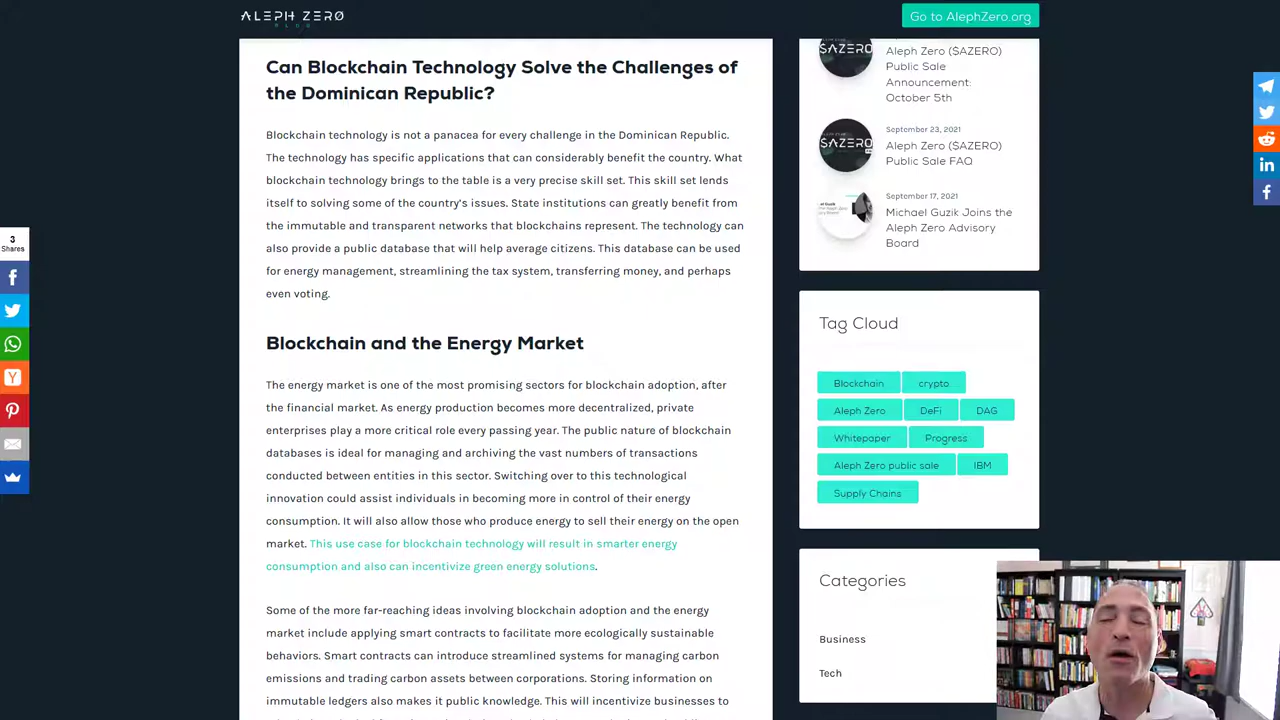 ALEPH ZERO
BLOG
Go to AlephZero.org
Can Blockchain Technology Solve the Challenges of
the Dominican Republic?
Blockchain technology is not a panacea for every challenge in the Dominican Republic.
The technology has specific applications that can considerably benefit the country. What
blockchain technology brings to the table is a very precise skill set. This skill set lends
itself to solving some of the country's issues. State institutions can greatly benefit from
the immutable and transparent networks that blockchains represent. The technology can
also provide a public database that will help average citizens. This database can be used
for energy management, streamlining the tax system, transferring money, and perhaps
even voting.
Blockchain and the Energy Market
The energy market is one of the most promising sectors for blockchain adoption, after
the financial market. As energy production becomes more decentralized, private
enterprises play a more critical role every passing year. The public nature of blockchain
databases is ideal for managing and archiving the vast numbers of transactions
conducted between entities in this sector. Switching over to this technological
innovation could assist individuals in becoming more in control of their energy
consumption. It will also allow those who produce energy to sell their energy on the open
market. This use case for blockchain technology will result in smarter energy
consumption and also can incentivize green energy solutions.
Some of the more far-reaching ideas involving blockchain adoption and the energy
market include applying smart contracts to facilitate more ecologically sustainable
behaviors. Smart contracts can introduce streamlined systems for managing carbon
emissions and trading carbon assets between corporations. Storing information on
immutable ledgers also makes it public knowledge. This will incentivize businesses to
$AZERO
Aleph Zero ($AZERO)
Public Sale
Announcement:
October 5th
$AZERO
September 23, 2021
Aleph Zero ($AZERO)
Public Sale FAQ
September 17, 2021
Michael Guzik Joins the
Aleph Zero Advisory
Board
Tag Cloud
Blockchain
crypto
Aleph Zero
DeFi
DAG
Whitepaper
Progress
Aleph Zero public sale
IBM
Supply Chains
Categories
Business
Tech
3
Shares